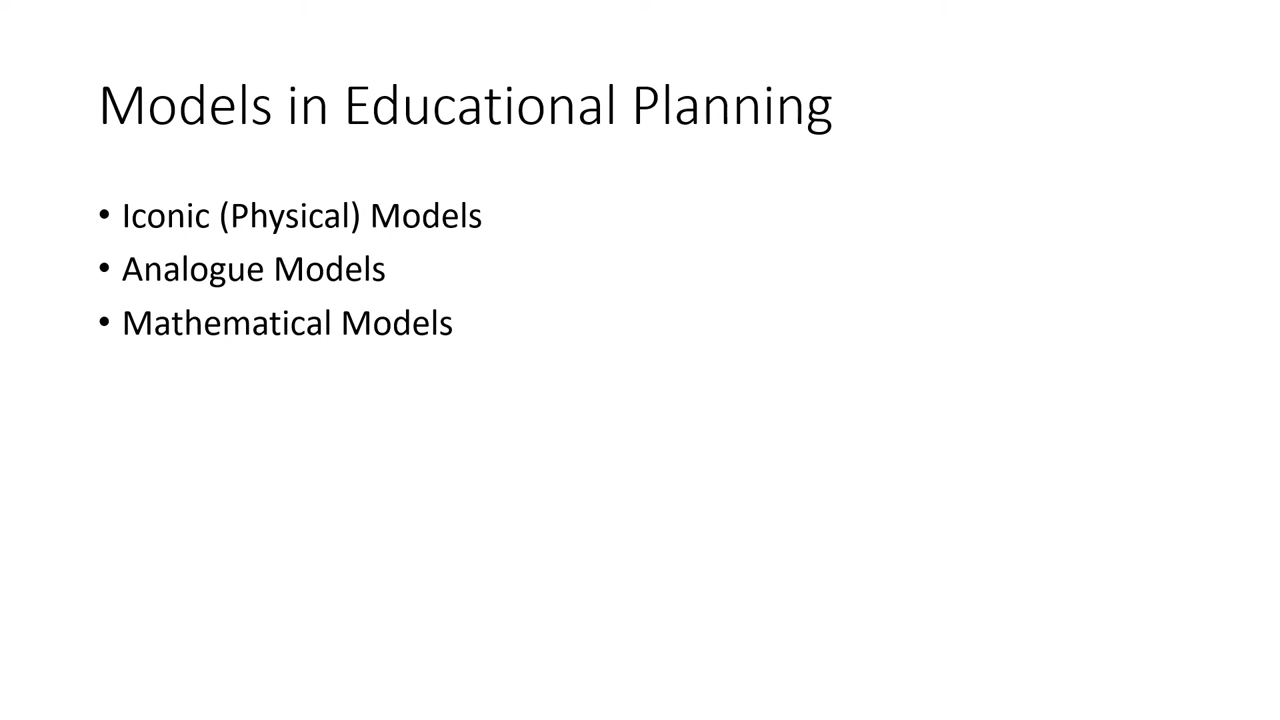 Models in Educational Planning
• Iconic (Physical) Models
• Analogue Models
• Mathematical Models